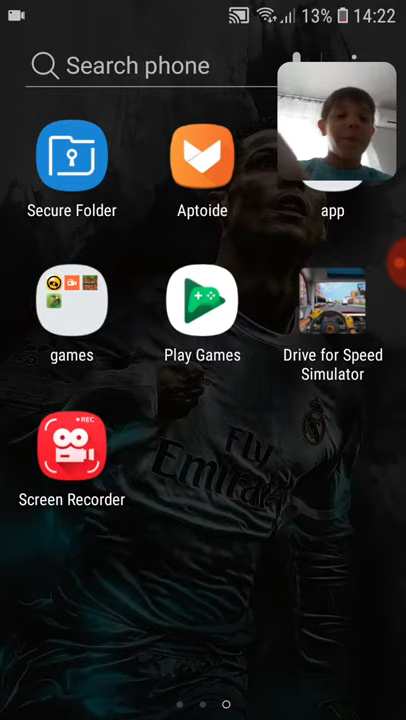 13% 14:22
Search phone
Secure Folder
Aptoide
app
games
Play Games
Drive for Speed
Simulator
REC
Screen Recorder
Fly
Emirates